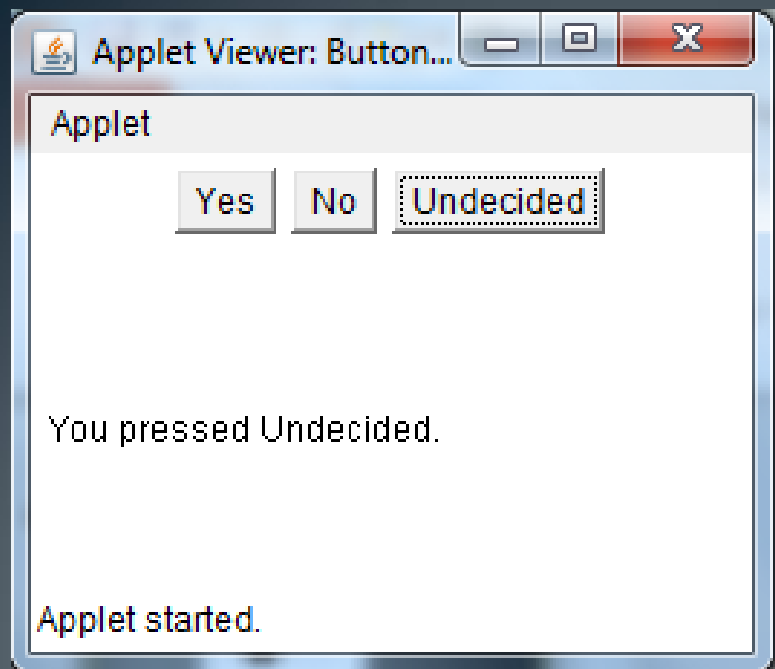 Applet Viewer: Button...
Applet
Yes No Undecided
You pressed Undecided.
Applet started.